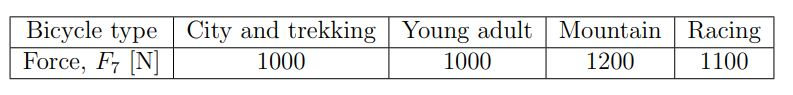 Bicycle type City and trekking Young adult Mountain Racing
Force, F₇ [N] 1000 1000 1200 1100